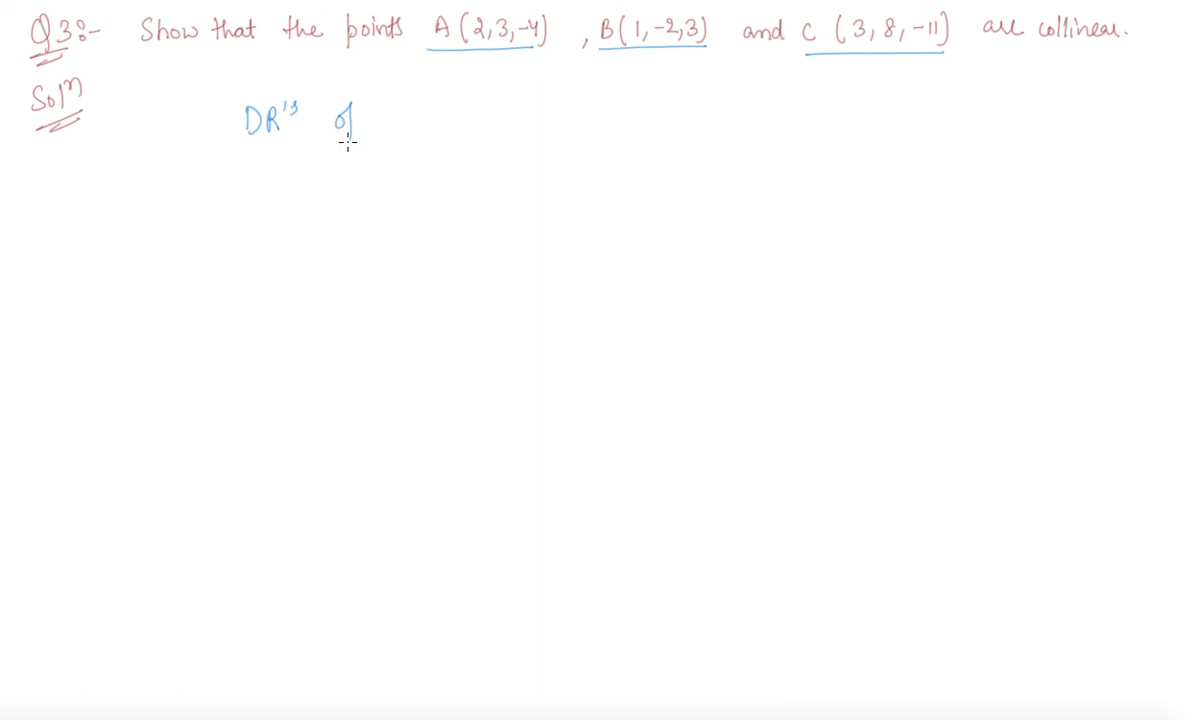 Q3:- Show that the points A(2,3,-4) , B(1,-2,3) and C (3,8,-11) are collinear.
Solⁿ
DR's of